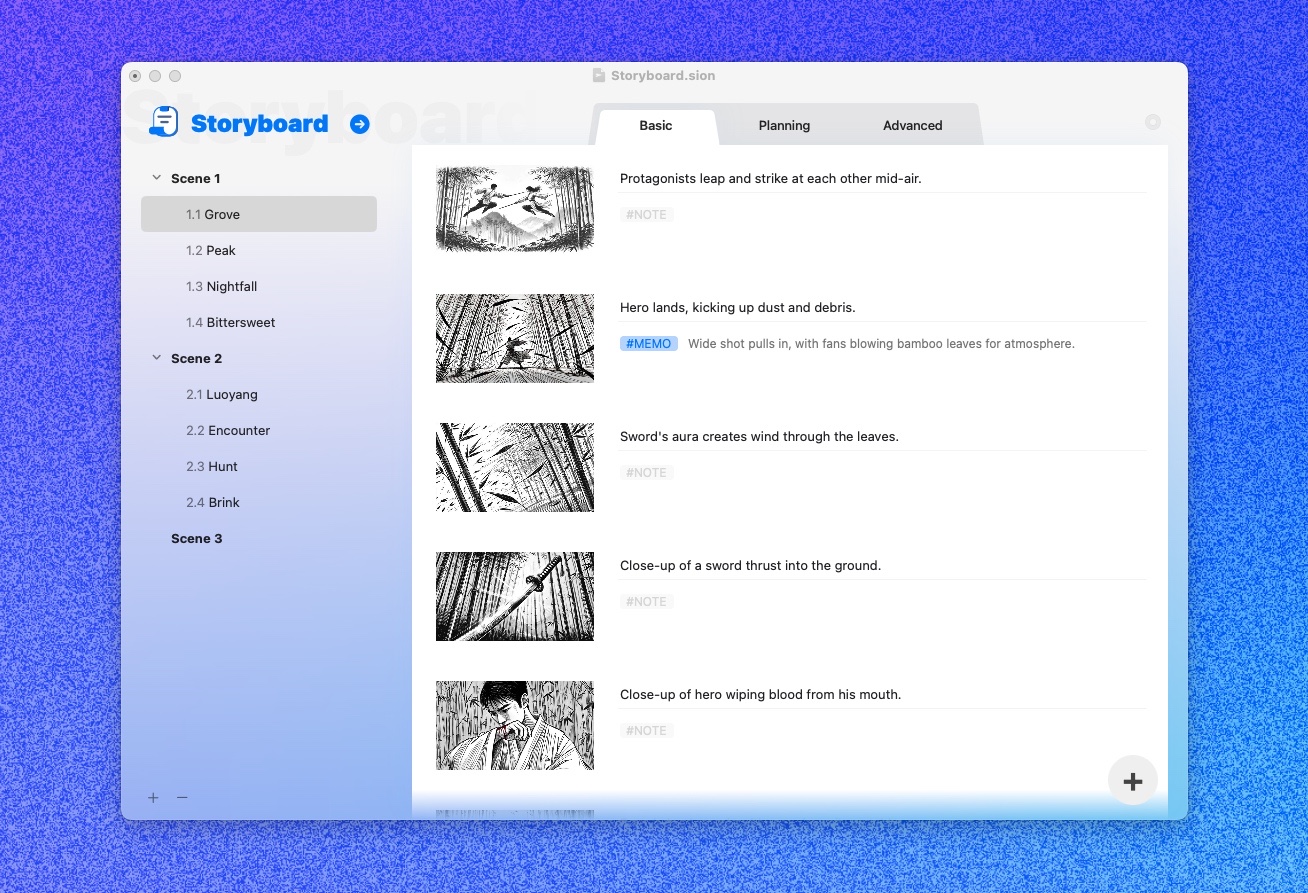 Storyboard.sion
Storyboard
Storyboard
Basic
Planning
Advanced
Scene 1
1.1 Grove
1.2 Peak
1.3 Nightfall
1.4 Bittersweet
Scene 2
2.1 Luoyang
2.2 Encounter
2.3 Hunt
2.4 Brink
Scene 3
Protagonists leap and strike at each other mid-air.
#NOTE
Hero lands, kicking up dust and debris.
#MEMO Wide shot pulls in, with fans blowing bamboo leaves for atmosphere.
Sword's aura creates wind through the leaves.
#NOTE
Close-up of a sword thrust into the ground.
#NOTE
Close-up of hero wiping blood from his mouth.
#NOTE